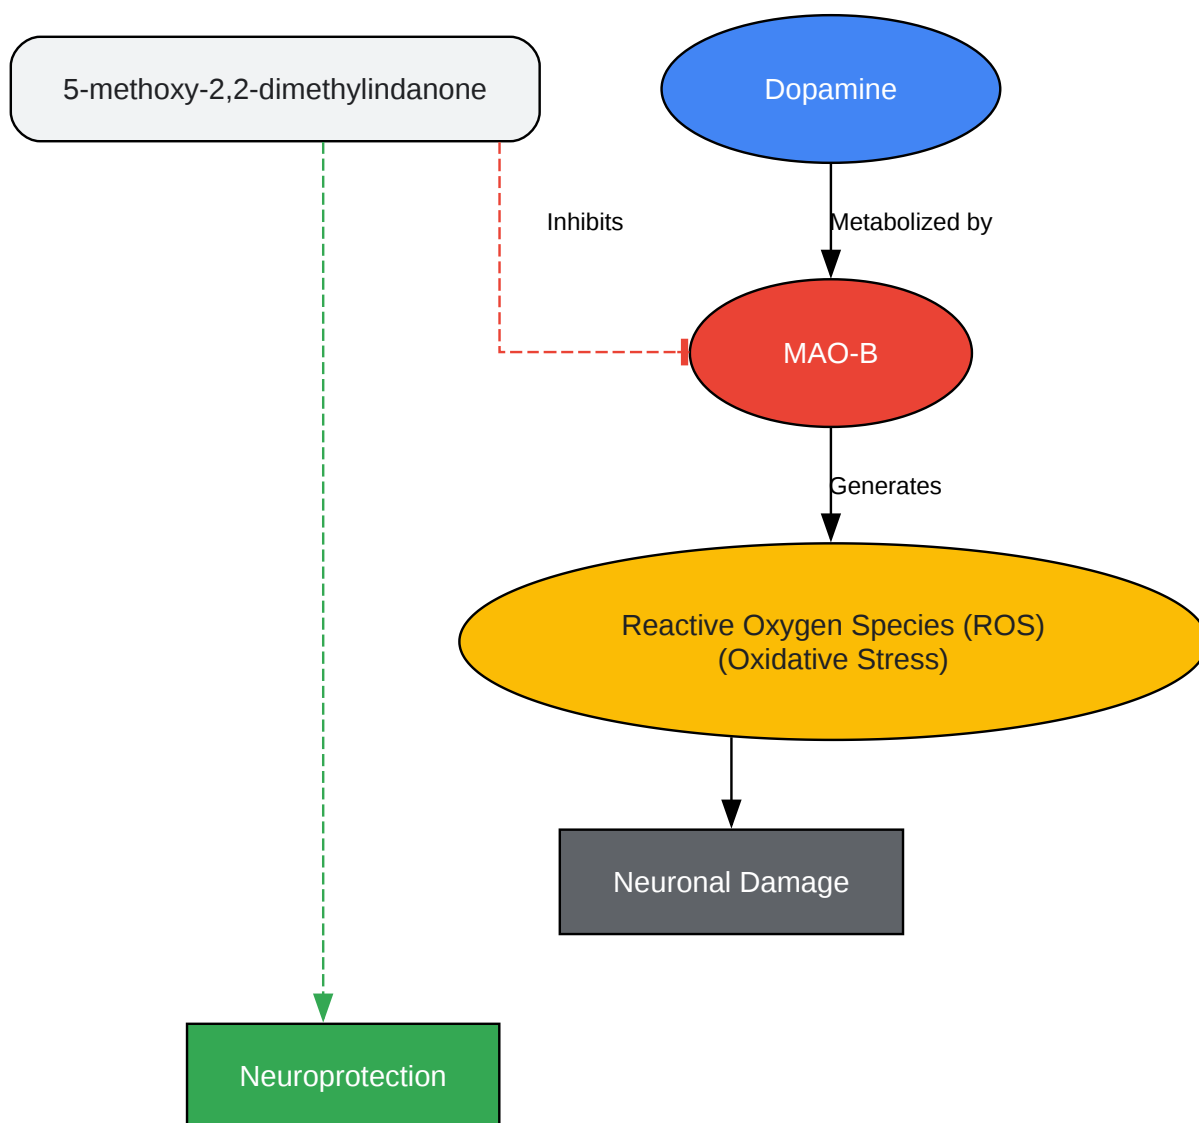 5-methoxy-2,2-dimethylindanone
Dopamine
Inhibits
Metabolized by
MAO-B
Generates
Reactive Oxygen Species (ROS)
(Oxidative Stress)
Neuronal Damage
Neuroprotection